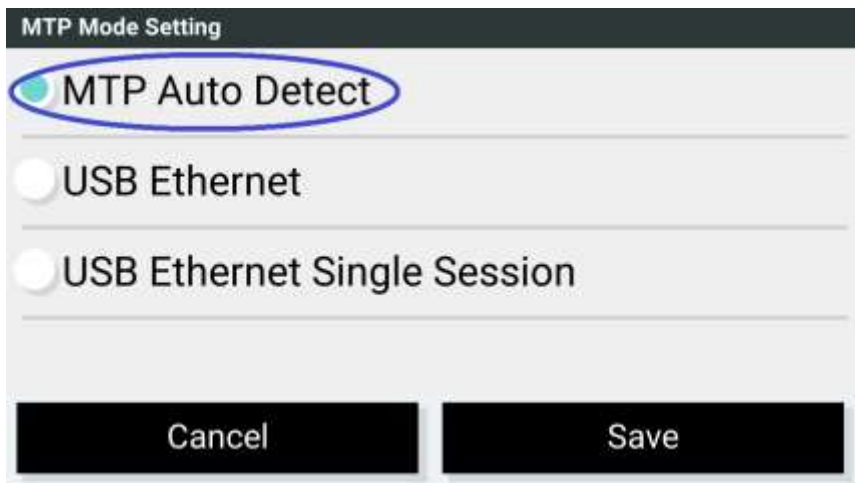 MTP Mode Setting
MTP Auto Detect
USB Ethernet
USB Ethernet Single Session
Cancel Save